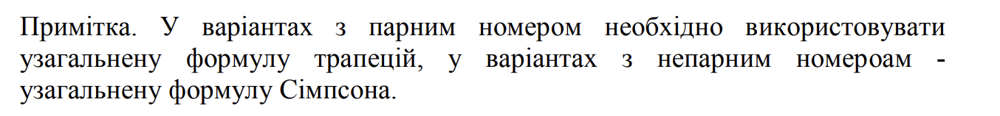 Примітка. У варіантах з парним номером необхідно використовувати
узагальнену формулу трапецій, у варіантах з непарним номероам -
узагальнену формулу Сімпсона.